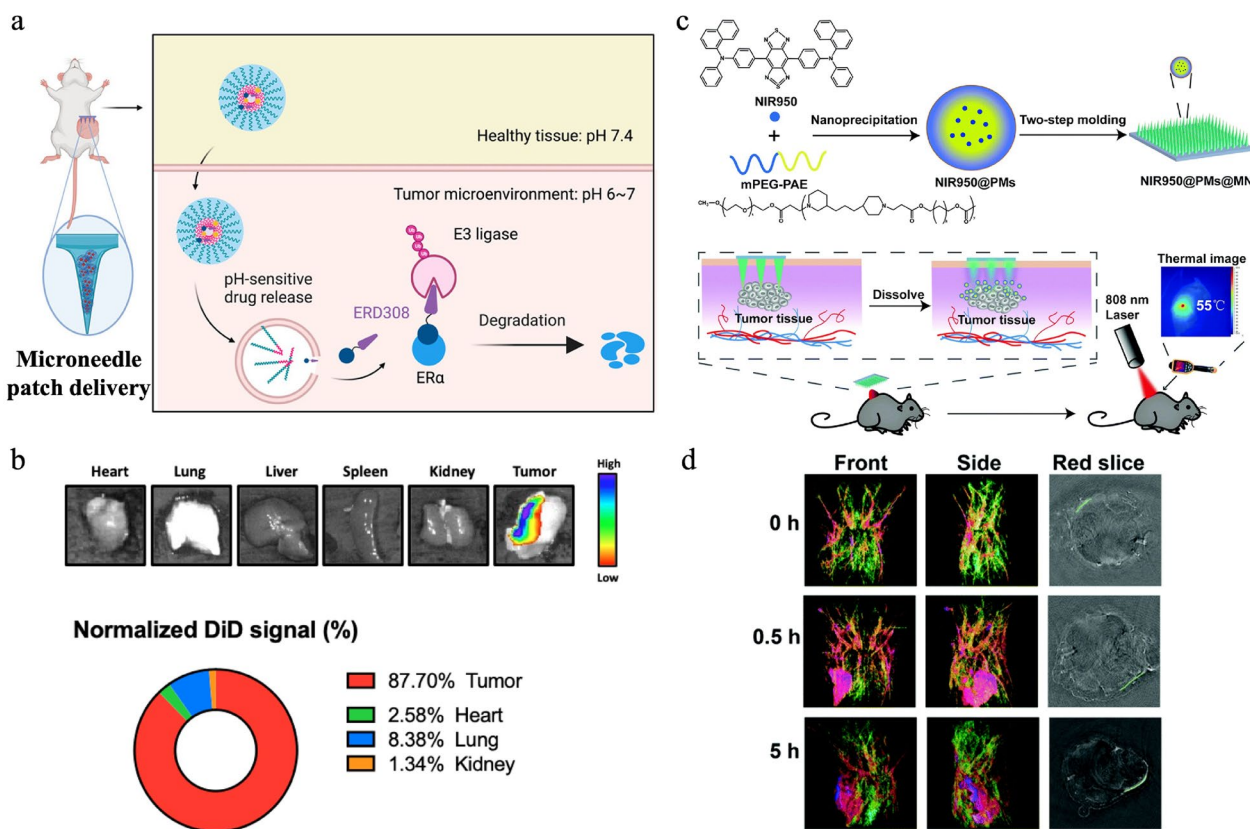 a
Healthy tissue: pH 7.4
Tumor microenvironment: pH 6~7
E3 ligase
pH-sensitive
drug release
ERD308
Degradation
ERα
Microneedle
patch delivery
b
Heart
Lung
Liver
Spleen
Kidney
Tumor
High
Low
Normalized DiD signal (%)
87.70% Tumor
2.58% Heart
8.38% Lung
1.34% Kidney
c
NIR950
+
mPEG-PAE
Nanoprecipitation
NIR950@PMs
Two-step molding
NIR950@PMs@MN
Tumor tissue
Dissolve
Tumor tissue
Thermal image
55℃
808 nm
Laser
d
Front
Side
Red slice
0 h
0.5 h
5 h